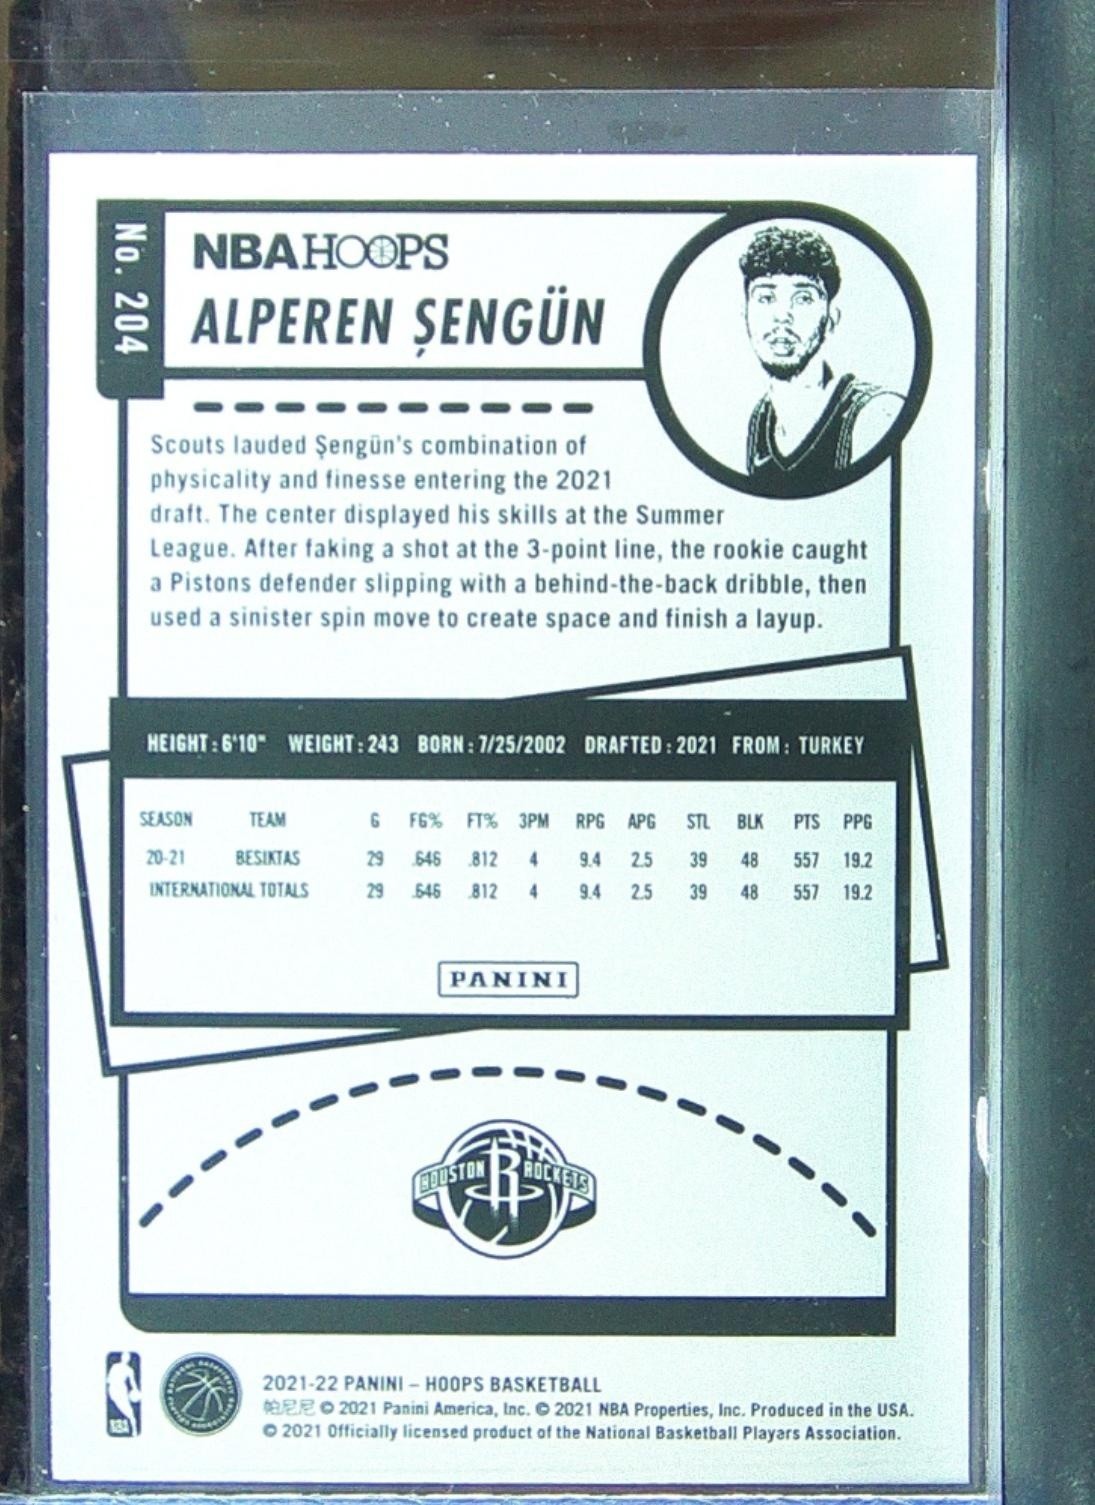 No. 204
NBA HOOPS
ALPEREN ŞENGÜN
Scouts lauded Şengün's combination of
physicality and finesse entering the 2021
draft. The center displayed his skills at the Summer
League. After faking a shot at the 3-point line, the rookie caught
a Pistons defender slipping with a behind-the-back dribble, then
used a sinister spin move to create space and finish a layup.
HEIGHT: 6'10" WEIGHT: 243 BORN: 7/25/2002 DRAFTED: 2021 FROM: TURKEY
SEASON TEAM G FG% FT% 3PM RPG APG STL BLK PTS PPG
20-21 BESIKTAS 29 .646 .812 4 9.4 2.5 39 48 557 19.2
INTERNATIONAL TOTALS 29 .646 .812 4 9.4 2.5 39 48 557 19.2
PANINI
HOUSTON R ROCKETS
2021-22 PANINI – HOOPS BASKETBALL
帕尼尼 © 2021 Panini America, Inc. © 2021 NBA Properties, Inc. Produced in the USA.
© 2021 Officially licensed product of the National Basketball Players Association.